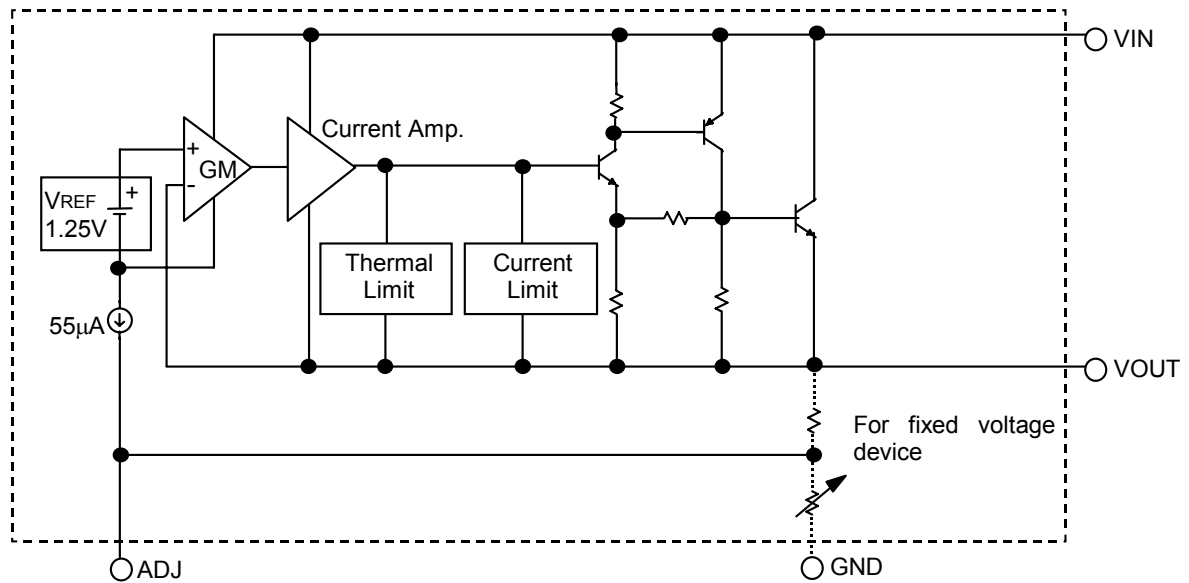 VIN
Current Amp.
+
GM
-
VREF
+
1.25V
Thermal
Limit
Current
Limit
55μA
VOUT
For fixed voltage
device
ADJ
GND